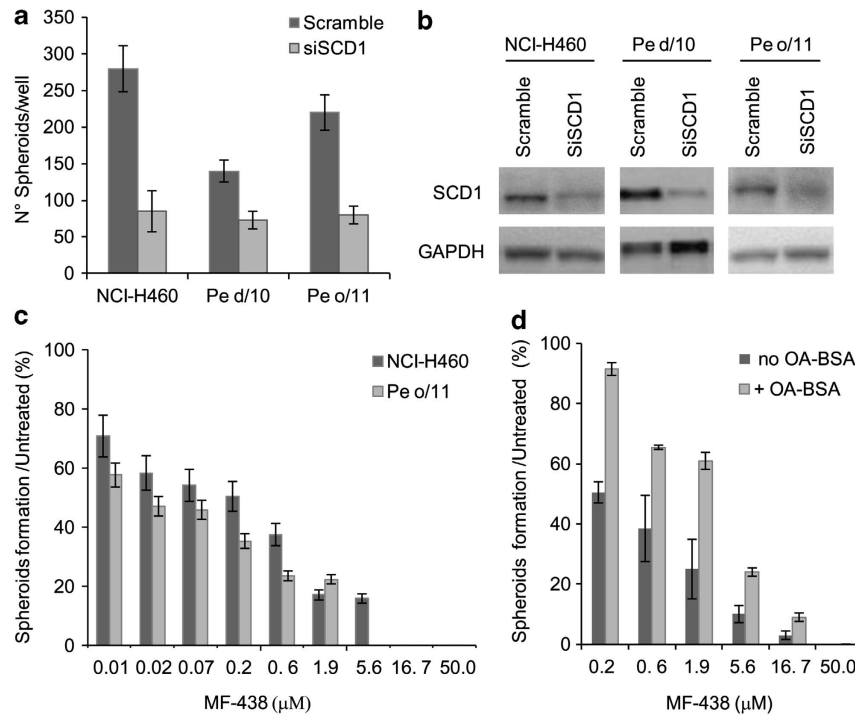 a
N° Spheroids/well
350
300
250
200
150
100
50
0
Scramble
siSCD1
NCI-H460
Pe d/10
Pe o/11
b
NCI-H460
Pe d/10
Pe o/11
Scramble
SiSCD1
Scramble
SiSCD1
Scramble
SiSCD1
SCD1
GAPDH
c
Spheroids formation /Untreated (%)
100
80
60
40
20
0
NCI-H460
Pe o/11
0.01 0.02 0.07 0.2 0. 6 1.9 5.6 16. 7 50.0
MF-438 (μM)
d
Spheroids formation/Untreated (%)
100
80
60
40
20
0
no OA-BSA
+ OA-BSA
0.2 0. 6 1.9 5.6 16.7 50.0
MF-438 (μM)